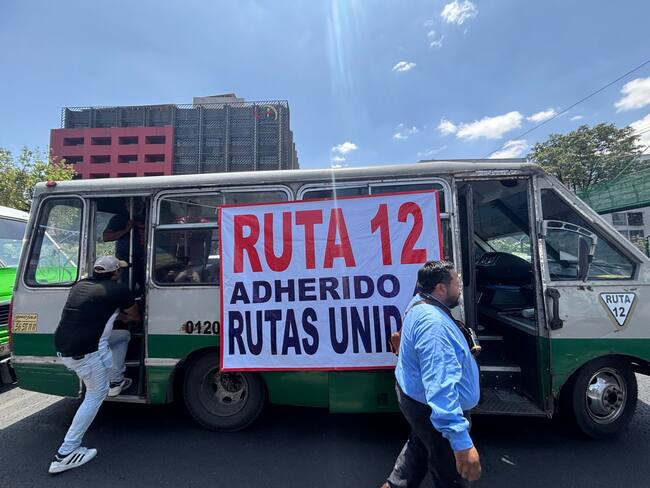 RUTA 12
ADHERIDO
RUTAS UNID
0120
RUTA
12